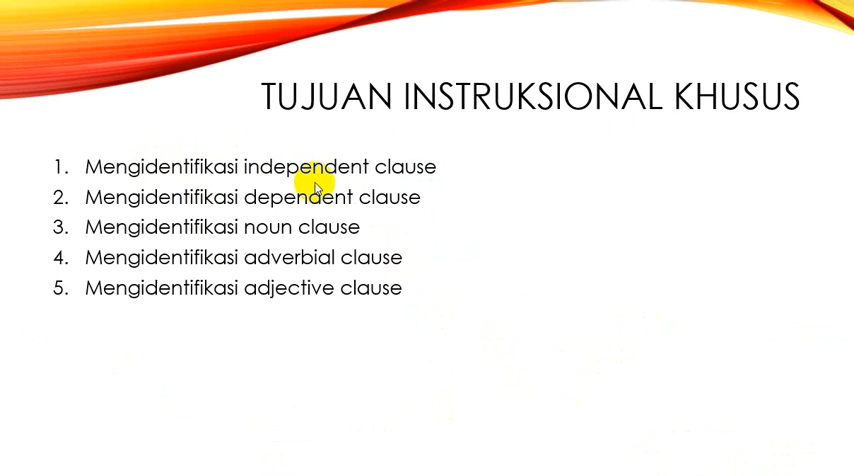 TUJUAN INSTRUKSIONAL KHUSUS
1. Mengidentifikasi independent clause
2. Mengidentifikasi dependent clause
3. Mengidentifikasi noun clause
4. Mengidentifikasi adverbial clause
5. Mengidentifikasi adjective clause